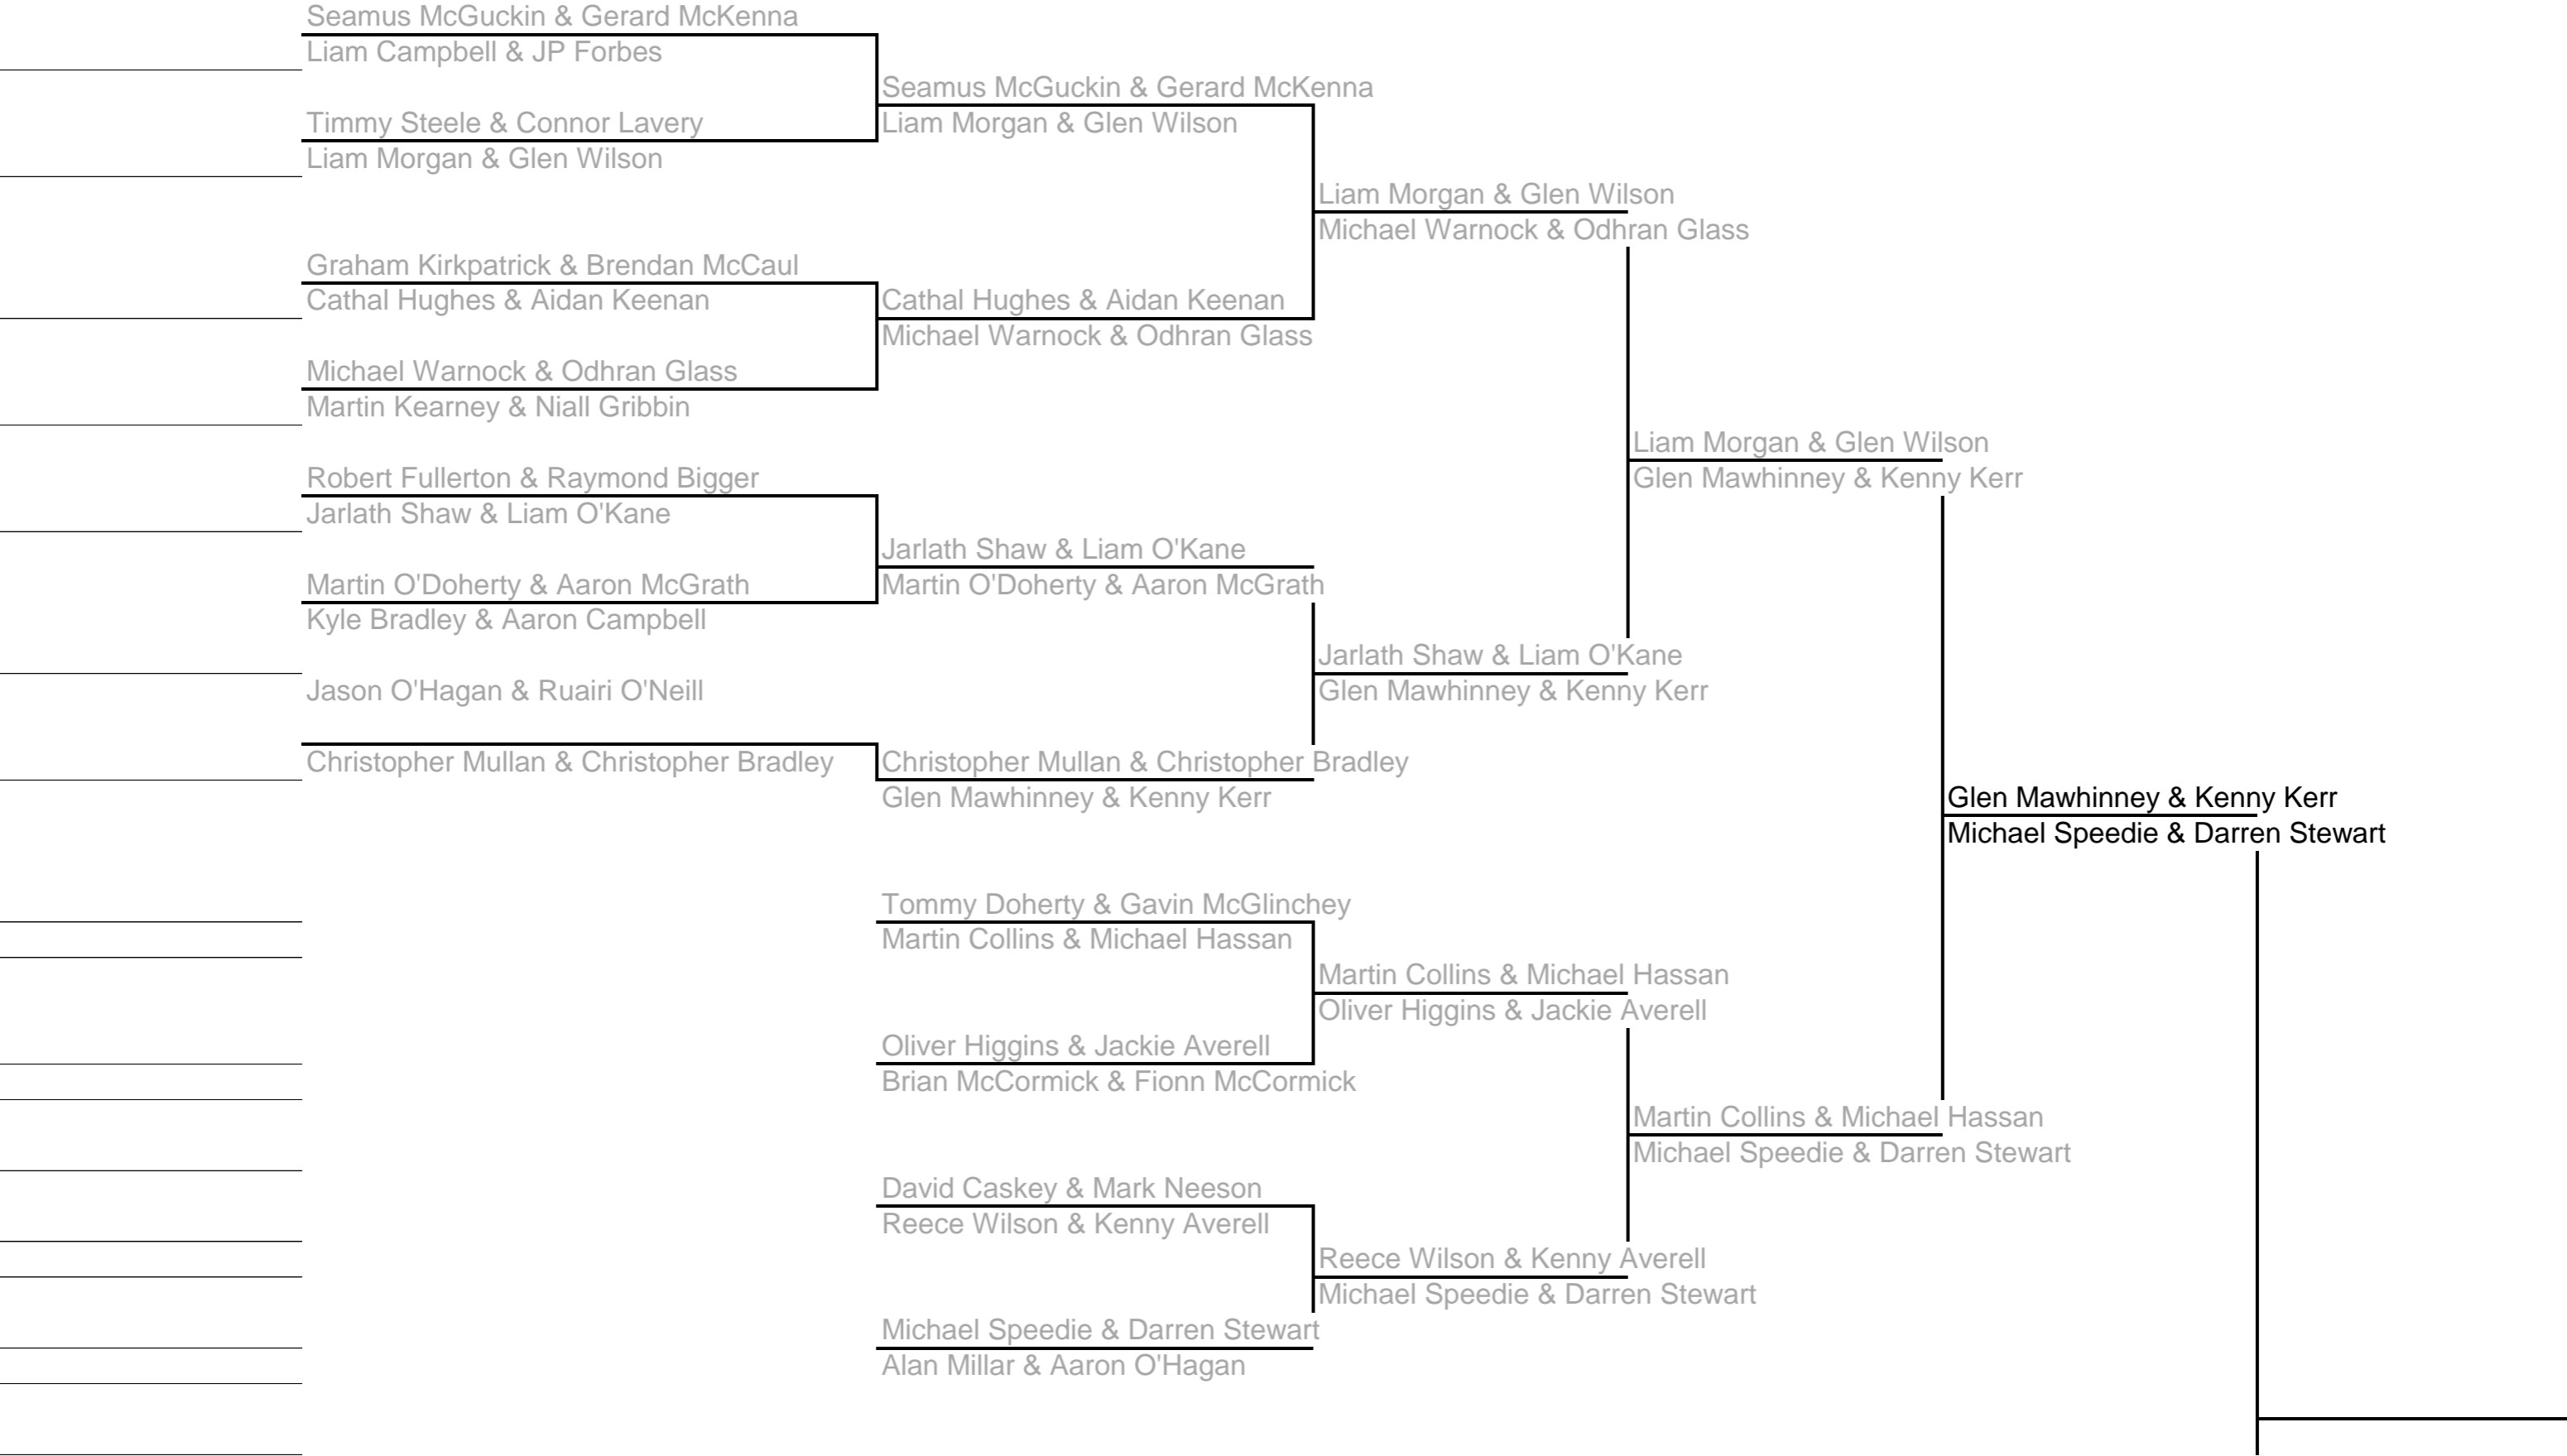 Seamus McGuckin & Gerard McKenna
Liam Campbell & JP Forbes
Timmy Steele & Connor Lavery
Liam Morgan & Glen Wilson
Graham Kirkpatrick & Brendan McCaul
Cathal Hughes & Aidan Keenan
Michael Warnock & Odhran Glass
Martin Kearney & Niall Gribbin
Robert Fullerton & Raymond Bigger
Jarlath Shaw & Liam O'Kane
Martin O'Doherty & Aaron McGrath
Kyle Bradley & Aaron Campbell
Jason O'Hagan & Ruairi O'Neill
Christopher Mullan & Christopher Bradley
Seamus McGuckin & Gerard McKenna
Liam Morgan & Glen Wilson
Cathal Hughes & Aidan Keenan
Michael Warnock & Odhran Glass
Jarlath Shaw & Liam O'Kane
Martin O'Doherty & Aaron McGrath
Christopher Mullan & Christopher Bradley
Glen Mawhinney & Kenny Kerr
Tommy Doherty & Gavin McGlinchey
Martin Collins & Michael Hassan
Oliver Higgins & Jackie Averell
Brian McCormick & Fionn McCormick
David Caskey & Mark Neeson
Reece Wilson & Kenny Averell
Michael Speedie & Darren Stewart
Alan Millar & Aaron O'Hagan
Liam Morgan & Glen Wilson
Michael Warnock & Odhran Glass
Jarlath Shaw & Liam O'Kane
Glen Mawhinney & Kenny Kerr
Martin Collins & Michael Hassan
Oliver Higgins & Jackie Averell
Reece Wilson & Kenny Averell
Michael Speedie & Darren Stewart
Liam Morgan & Glen Wilson
Glen Mawhinney & Kenny Kerr
Martin Collins & Michael Hassan
Michael Speedie & Darren Stewart
Glen Mawhinney & Kenny Kerr
Michael Speedie & Darren Stewart